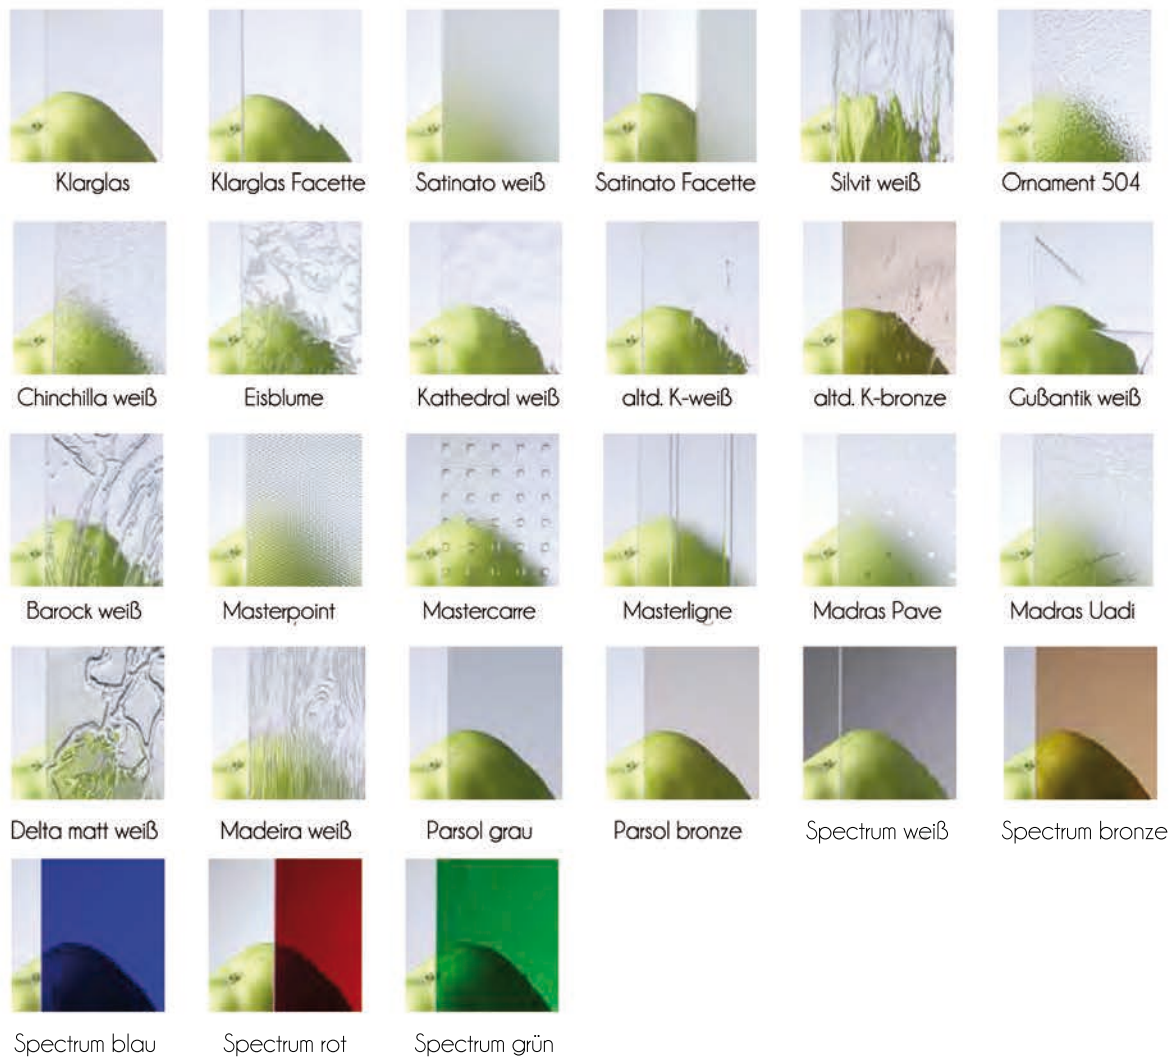 Klarglas
Klarglas Facette
Satinato weiß
Satinato Facette
Silvit weiß
Ornament 504
Chinchilla weiß
Eisblume
Kathedral weiß
altd. K-weiß
altd. K-bronze
Gußantik weiß
Barock weiß
Masterpoint
Mastercarre
Masterligne
Madras Pave
Madras Uadi
Delta matt weiß
Madeira weiß
Parsol grau
Parsol bronze
Spectrum weiß
Spectrum bronze
Spectrum blau
Spectrum rot
Spectrum grün